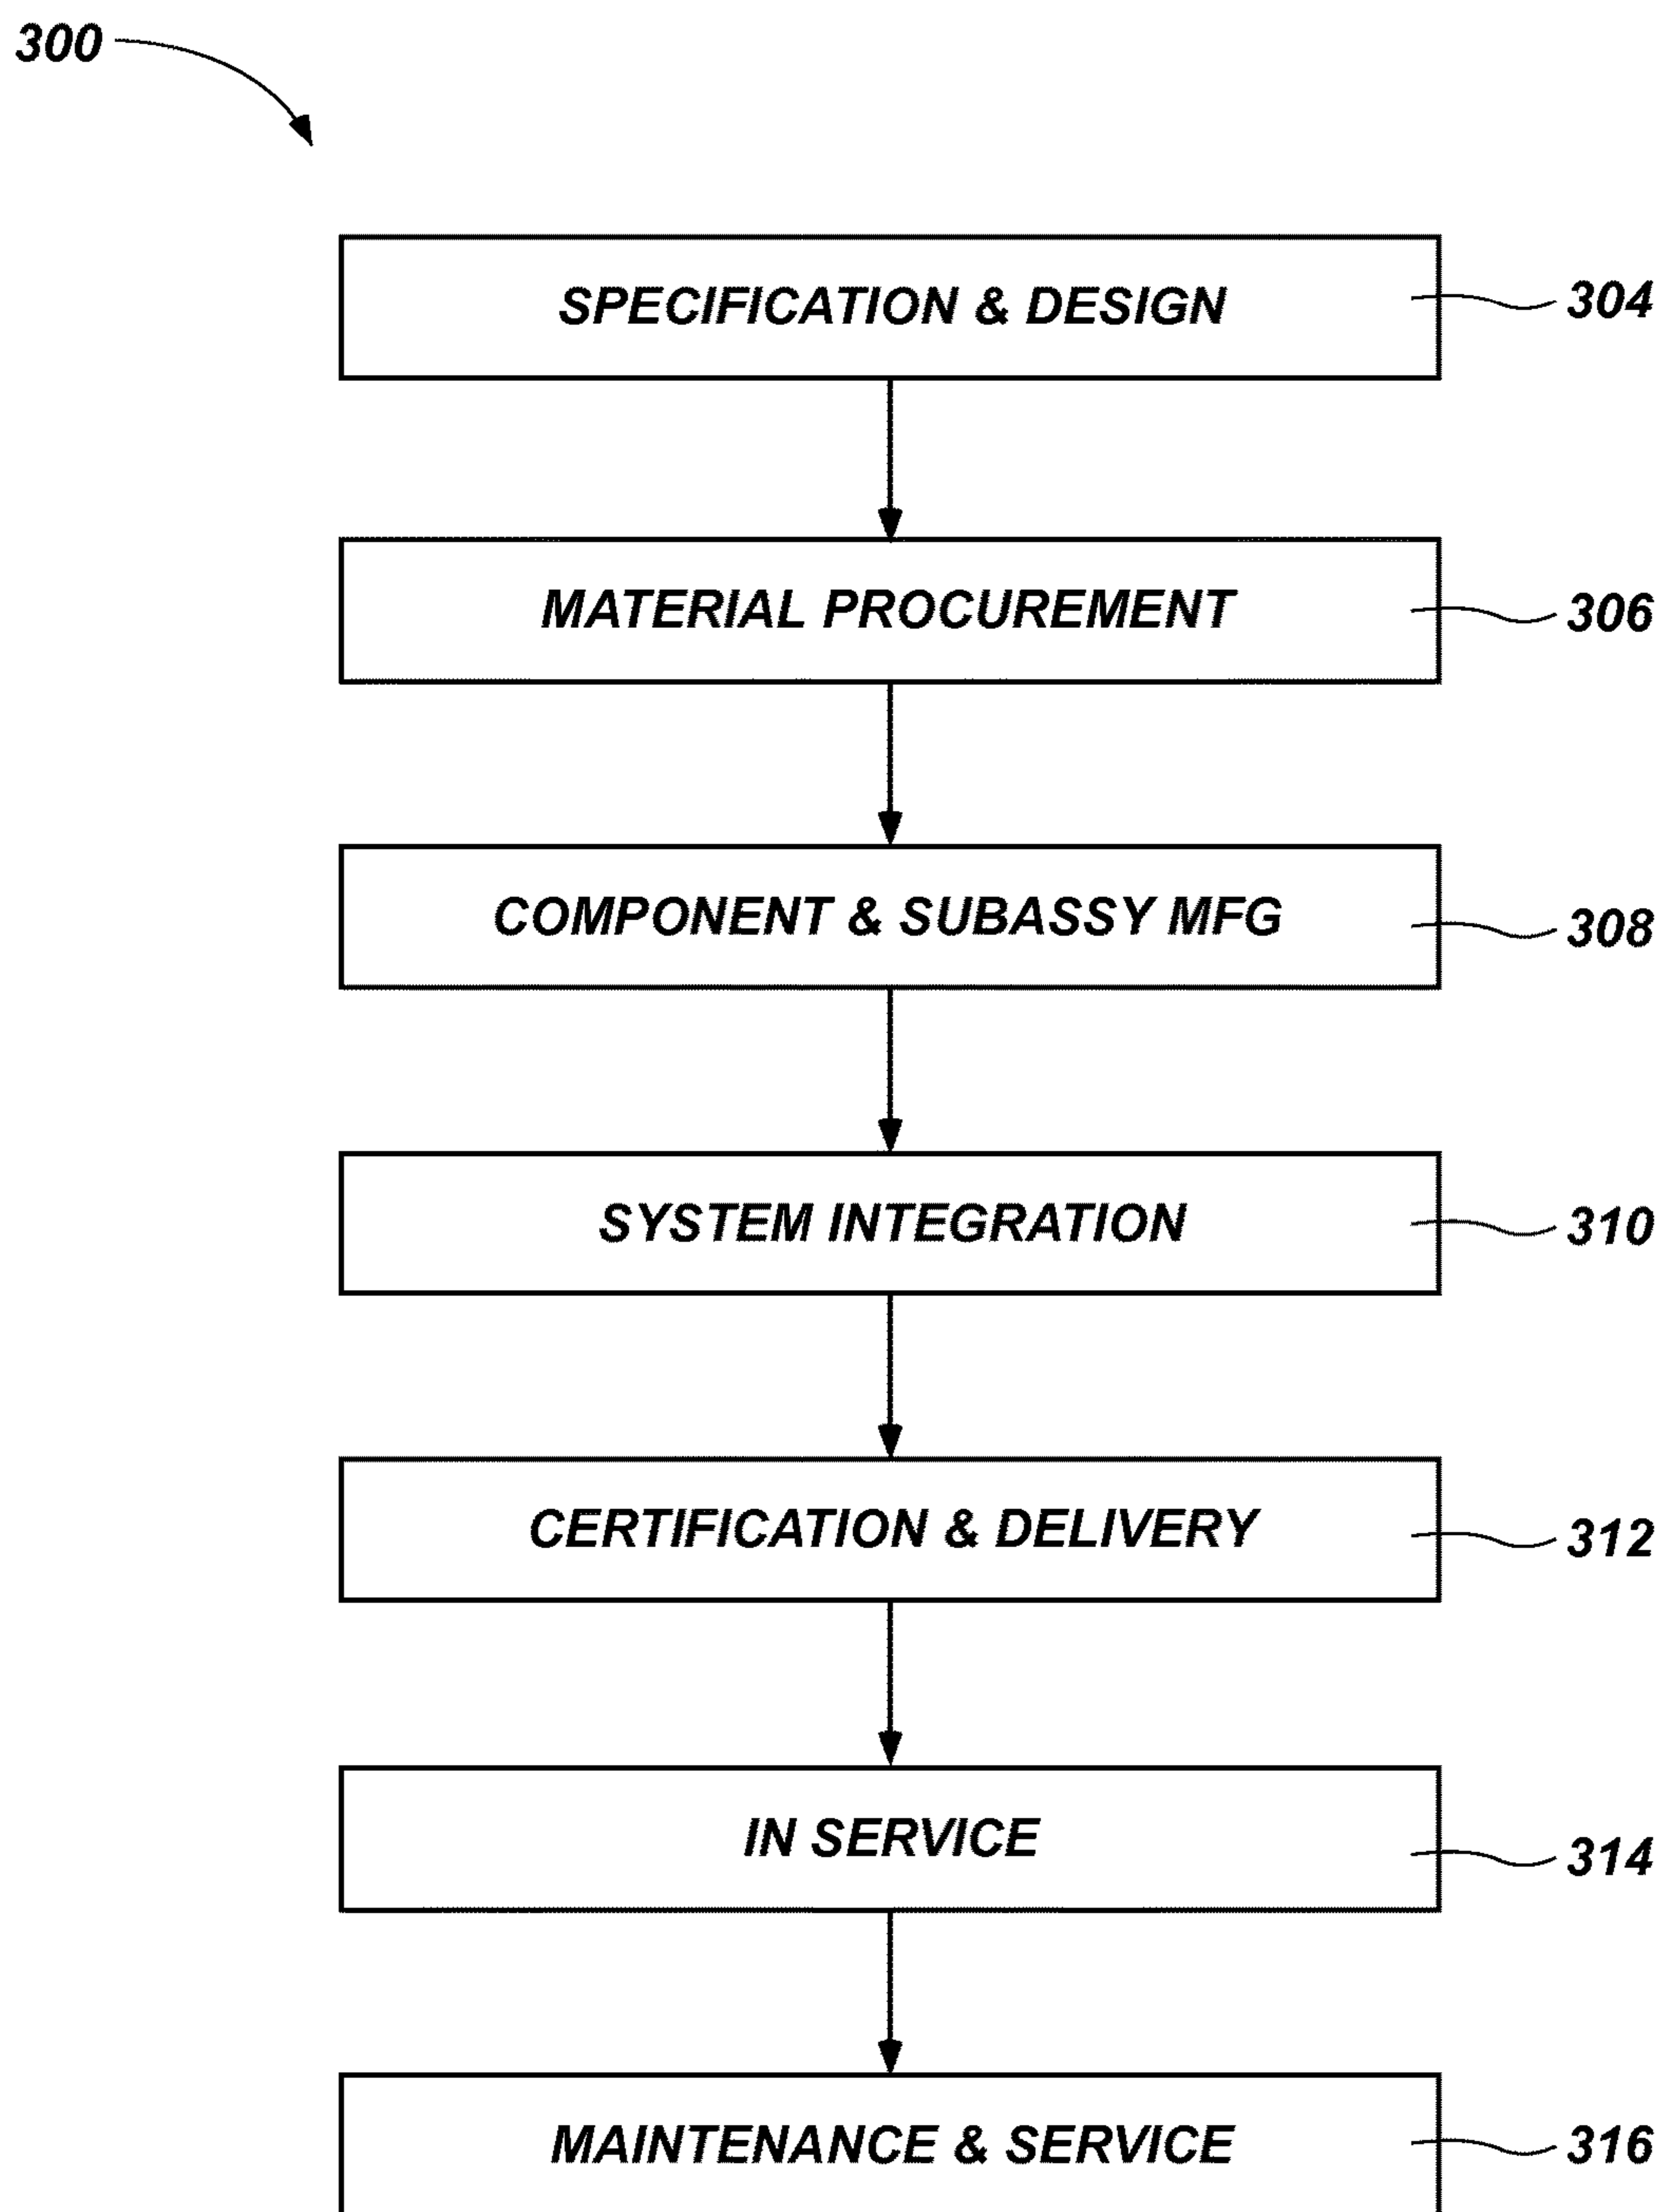 300
SPECIFICATION & DESIGN
304
MATERIAL PROCUREMENT
306
COMPONENT & SUBASSY MFG
308
SYSTEM INTEGRATION
310
CERTIFICATION & DELIVERY
312
IN SERVICE
314
MAINTENANCE & SERVICE
316